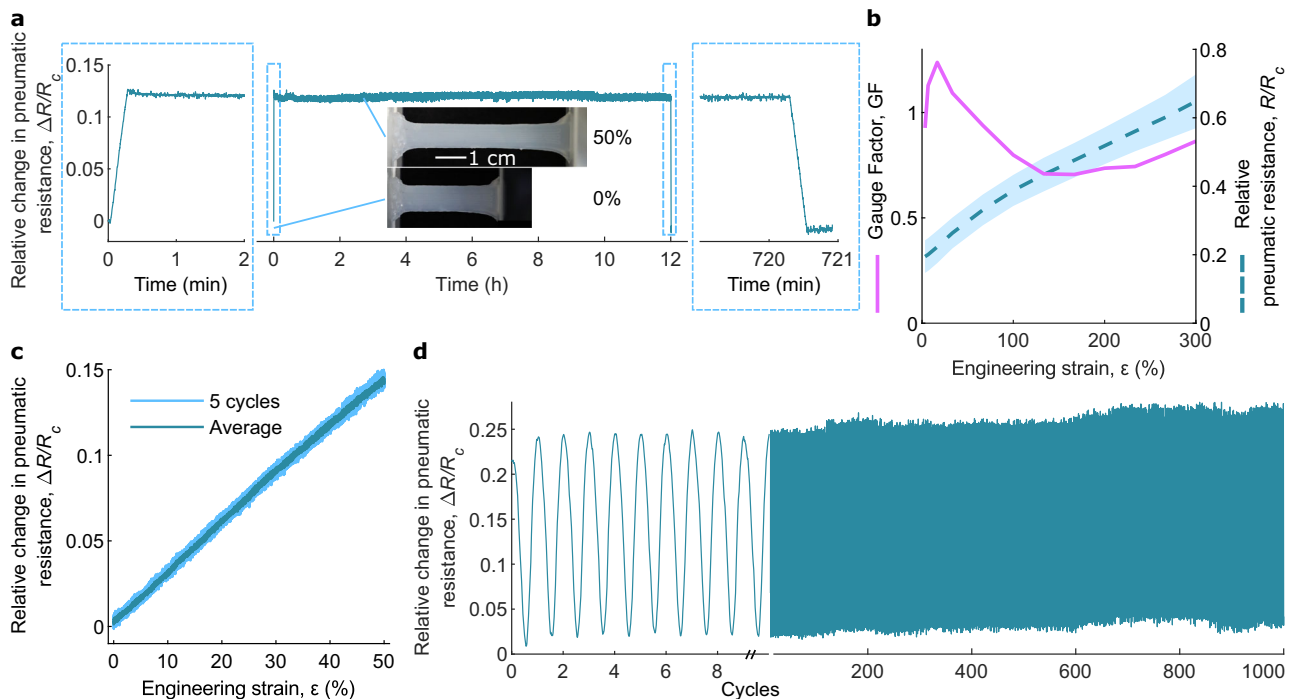 a
Relative change in pneumatic
resistance, ΔR/R_c
0.15
0.1
0.05
0
0
1
2
Time (min)
50%
1 cm
0%
0
2
4
6
8
10
12
Time (h)
720
721
Time (min)
b
Gauge Factor, GF
1
0.5
0
0
100
200
300
Engineering strain, ε (%)
0.8
0.6
0.4
0.2
0
Relative
pneumatic resistance, R/R_c
c
Relative change in pneumatic
resistance, ΔR/R_c
0.15
0.1
0.05
0
5 cycles
Average
0
10
20
30
40
50
Engineering strain, ε (%)
d
Relative change in pneumatic
resistance, ΔR/R_c
0.25
0.2
0.15
0.1
0.05
0
0
2
4
6
8
200
400
600
800
1000
Cycles